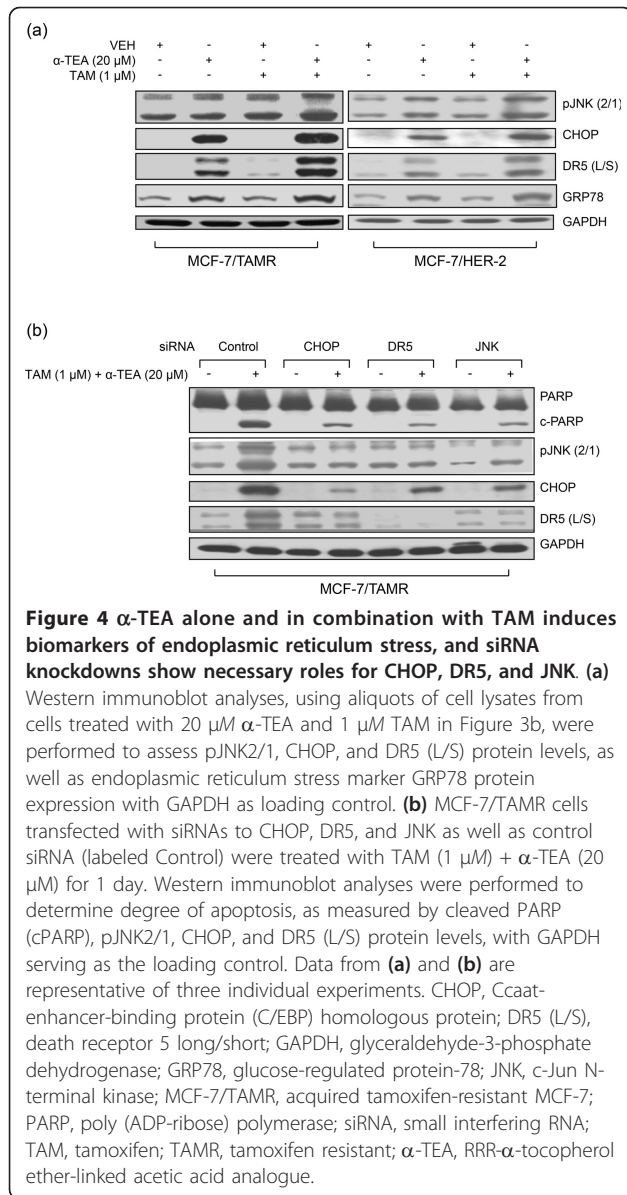 (a)
VEH + - + - + - + -
α-TEA (20 µM) - + - + - + - +
TAM (1 µM) - - + + - - + +
pJNK (2/1)
CHOP
DR5 (L/S)
GRP78
GAPDH
MCF-7/TAMR MCF-7/HER-2
(b)
siRNA Control CHOP DR5 JNK
TAM (1 µM) + α-TEA (20 µM) - + - + - + - +
PARP
c-PARP
pJNK (2/1)
CHOP
DR5 (L/S)
GAPDH
MCF-7/TAMR
Figure 4 α-TEA alone and in combination with TAM induces
biomarkers of endoplasmic reticulum stress, and siRNA
knockdowns show necessary roles for CHOP, DR5, and JNK. (a)
Western immunoblot analyses, using aliquots of cell lysates from
cells treated with 20 µM α-TEA and 1 µM TAM in Figure 3b, were
performed to assess pJNK2/1, CHOP, and DR5 (L/S) protein levels, as
well as endoplasmic reticulum stress marker GRP78 protein
expression with GAPDH as loading control. (b) MCF-7/TAMR cells
transfected with siRNAs to CHOP, DR5, and JNK as well as control
siRNA (labeled Control) were treated with TAM (1 µM) + α-TEA (20
µM) for 1 day. Western immunoblot analyses were performed to
determine degree of apoptosis, as measured by cleaved PARP
(cPARP), pJNK2/1, CHOP, and DR5 (L/S) protein levels, with GAPDH
serving as the loading control. Data from (a) and (b) are
representative of three individual experiments. CHOP, Ccaat-
enhancer-binding protein (C/EBP) homologous protein; DR5 (L/S),
death receptor 5 long/short; GAPDH, glyceraldehyde-3-phosphate
dehydrogenase; GRP78, glucose-regulated protein-78; JNK, c-Jun N-
terminal kinase; MCF-7/TAMR, acquired tamoxifen-resistant MCF-7;
PARP, poly (ADP-ribose) polymerase; siRNA, small interfering RNA;
TAM, tamoxifen; TAMR, tamoxifen resistant; α-TEA, RRR-α-tocopherol
ether-linked acetic acid analogue.